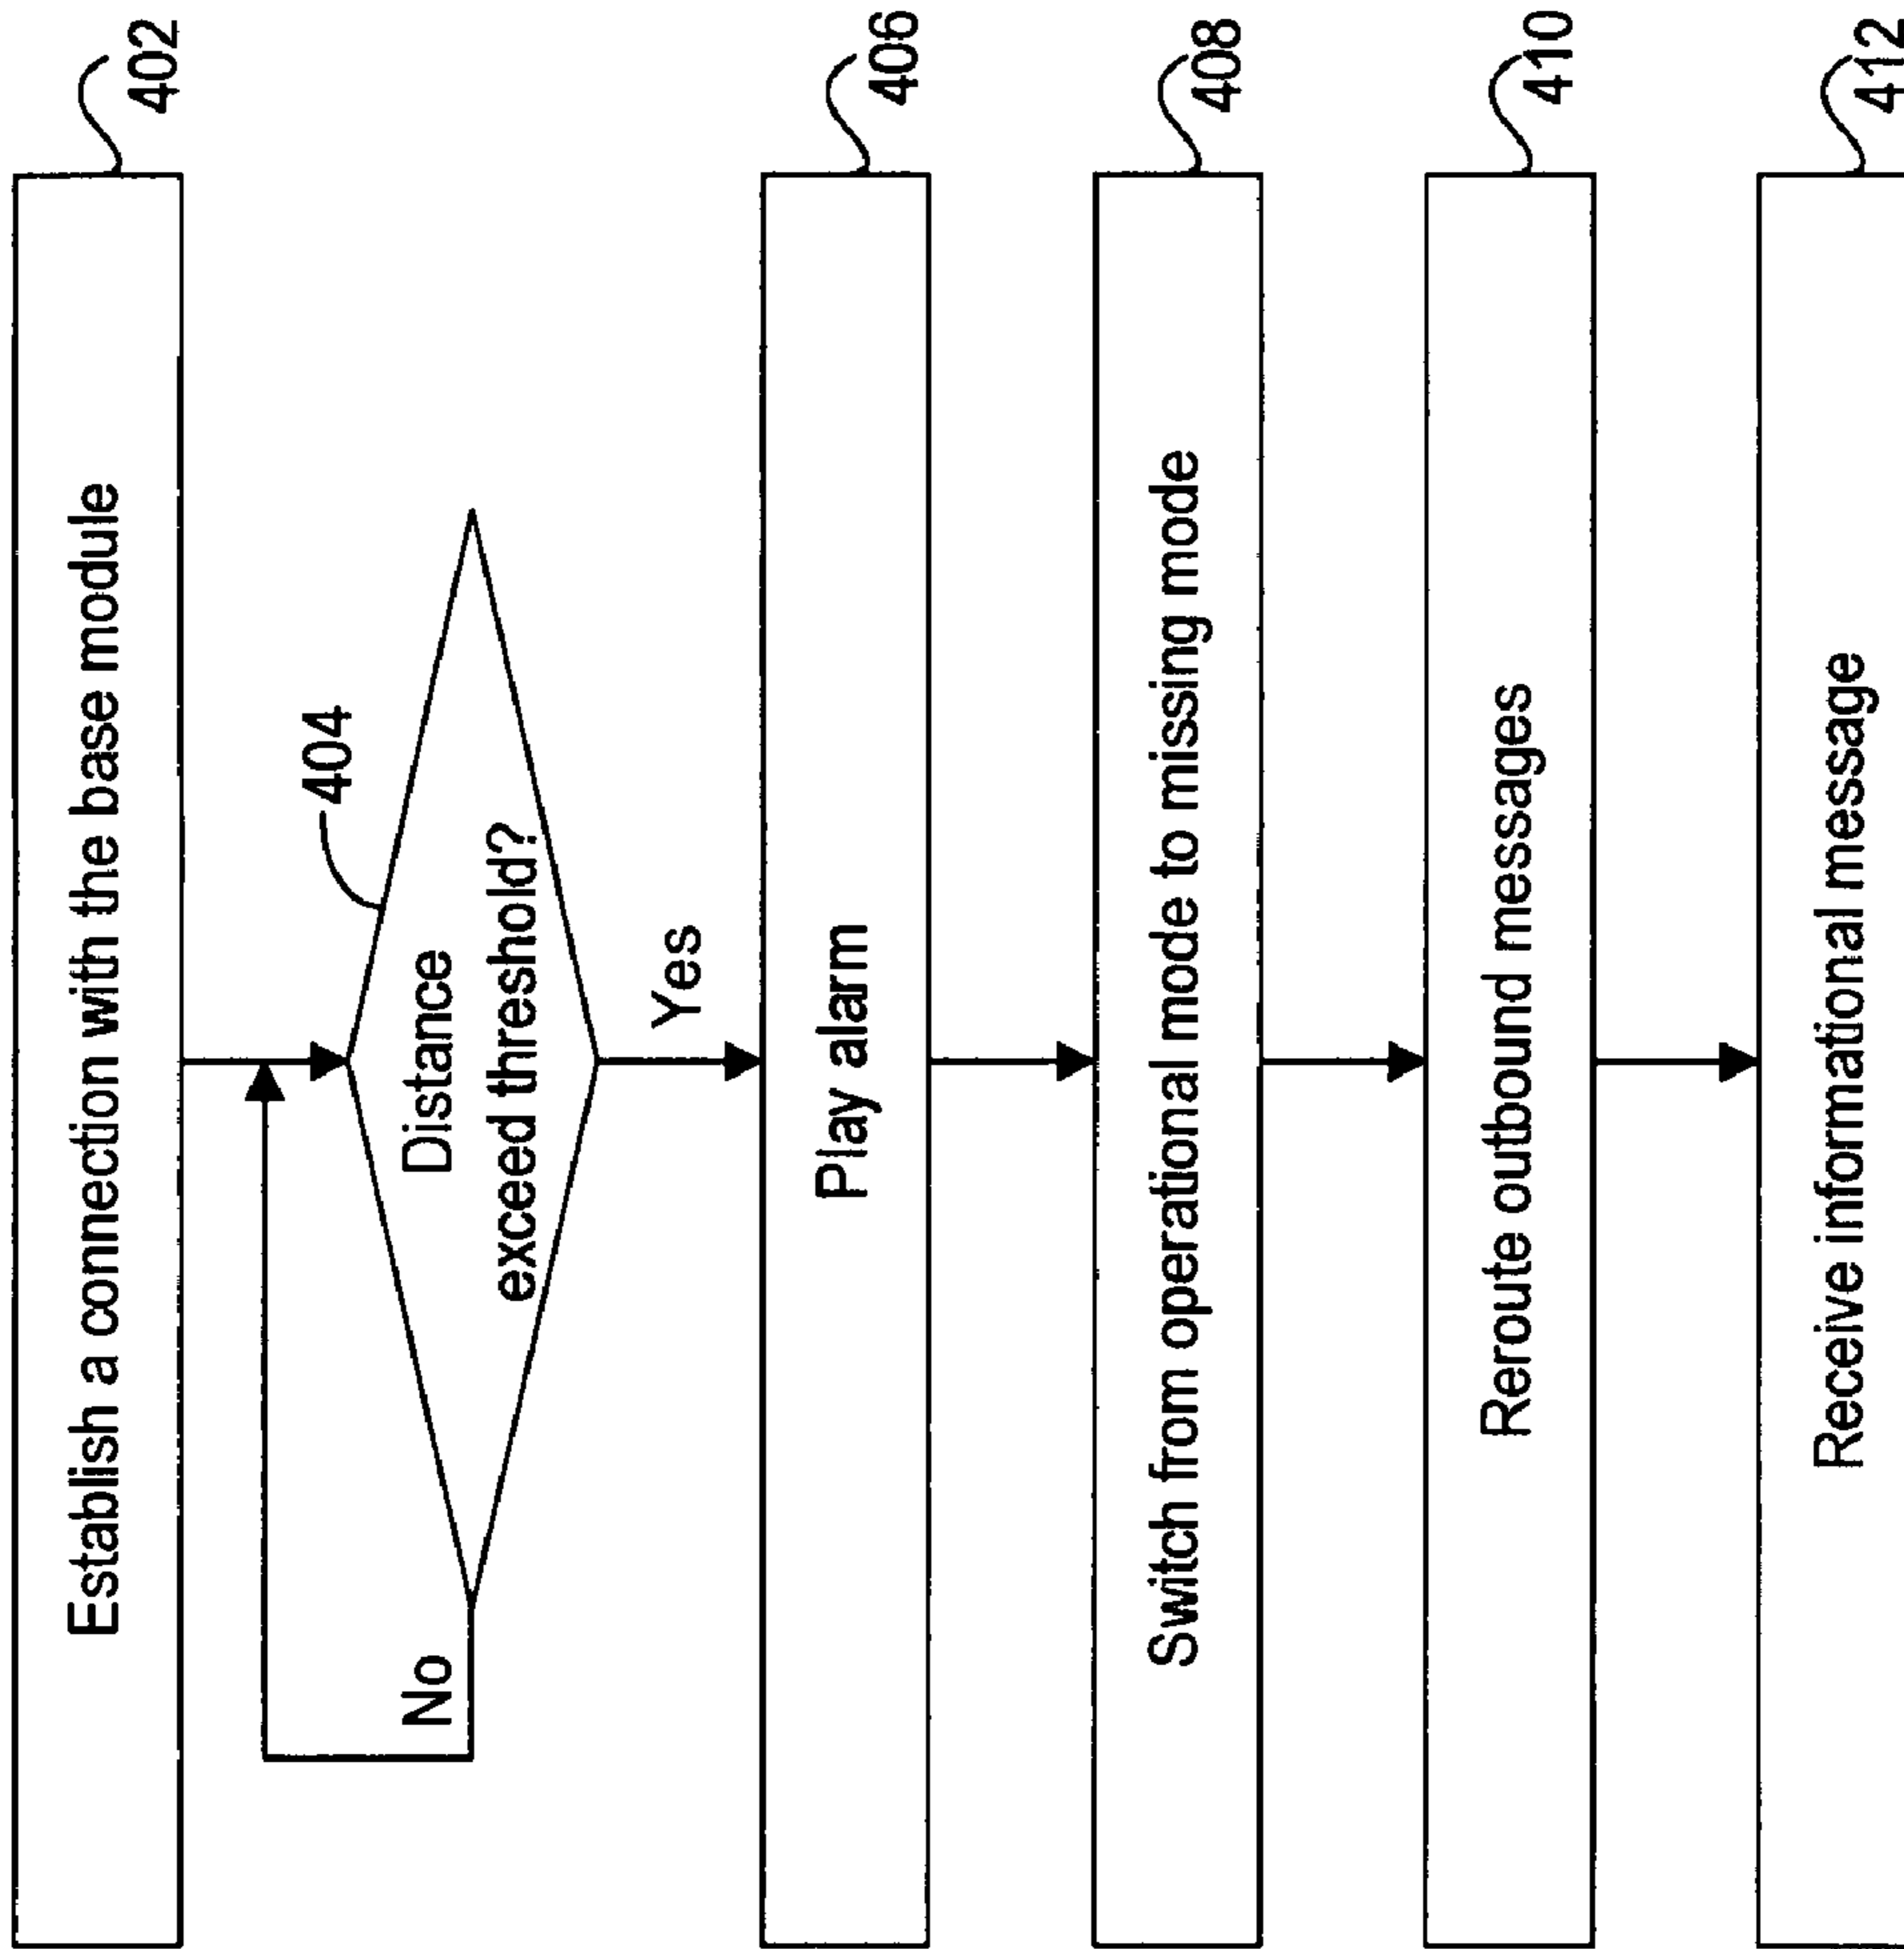 Establish a connection with the base module
402
404
Distance
exceed threshold?
No
Yes
Play alarm
406
Switch from operational mode to missing mode
408
Reroute outbound messages
410
Receive informational message
412